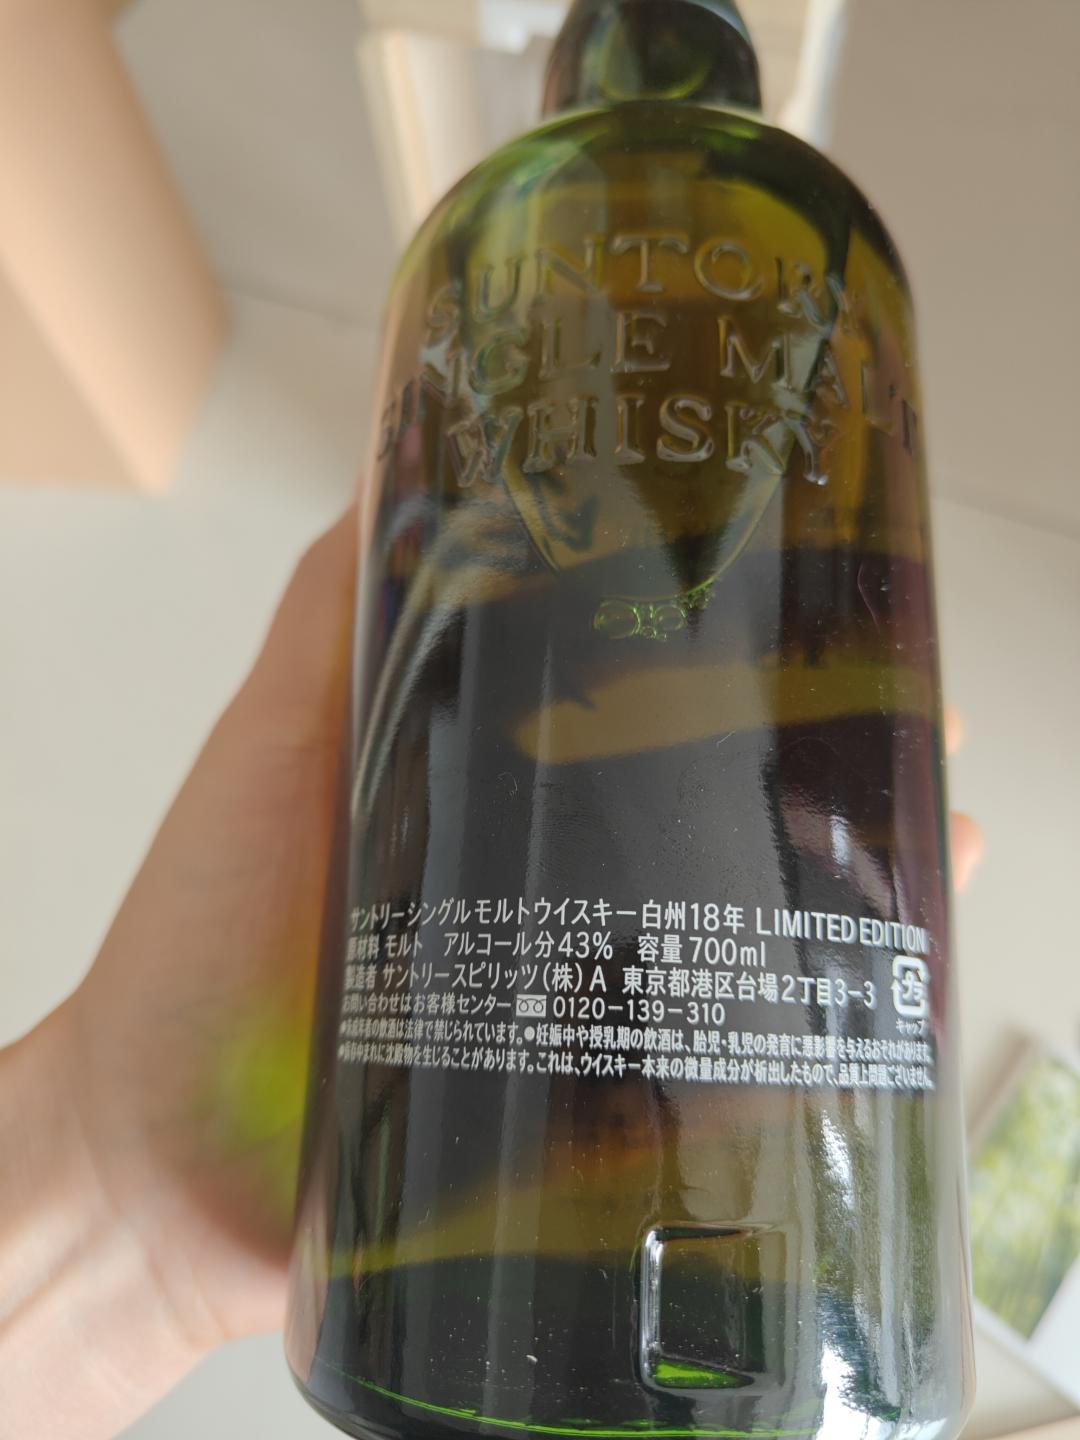 SUNTORY
SINGLE MALT
WHISKY
サントリーシングルモルトウイスキー白州18年 LIMITED EDITION
原材料 モルト アルコール分43% 容量700ml
製造者 サントリースピリッツ(株)A 東京都港区台場2丁目3-3
お問い合わせはお客様センター 0120-139-310
キャップ
●未成年者の飲酒は法律で禁じられています。●妊娠中や授乳期の飲酒は、胎児・乳児の発育に悪影響を与えるおそれがあります。
●保存中まれに沈殿物を生じることがあります。これは、ウイスキー本来の微量成分が析出したもので、品質上問題ございません。